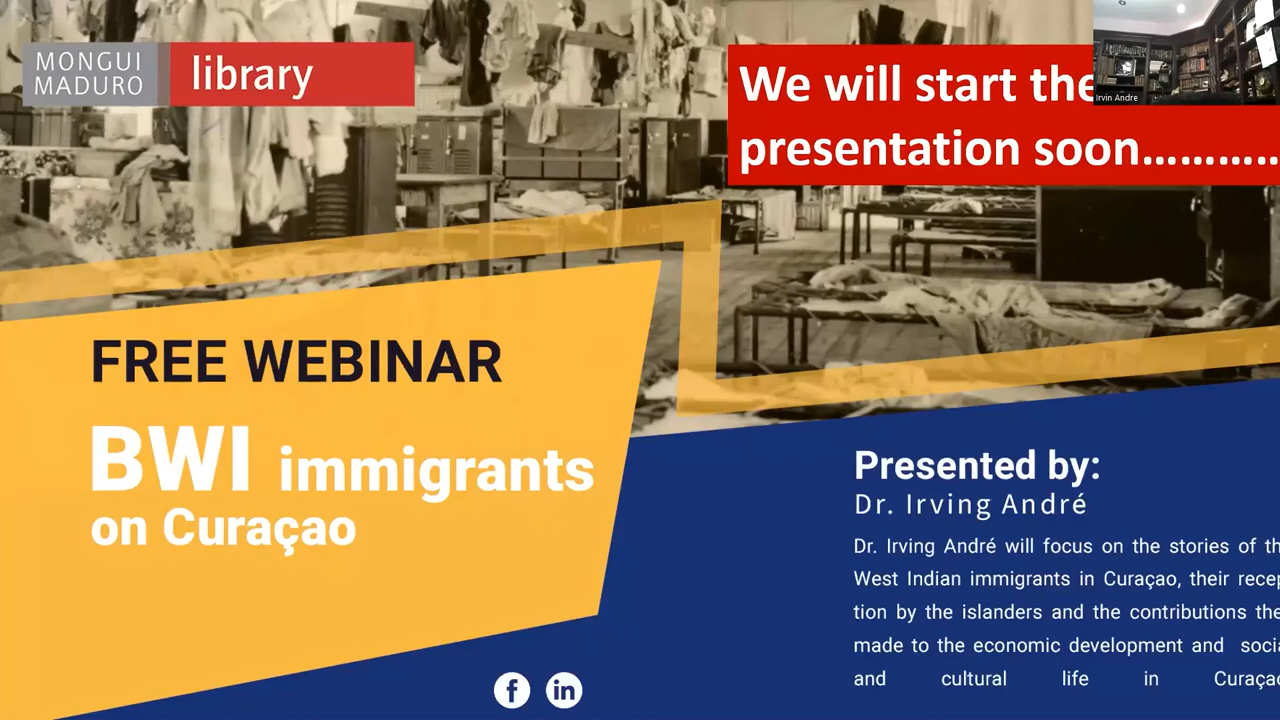 MONGUI
MADURO
library
We will start the
presentation soon...........
Irvin Andre
FREE WEBINAR
BWI immigrants
on Curaçao
Presented by:
Dr. Irving André
Dr. Irving André will focus on the stories of th
West Indian immigrants in Curaçao, their recep
tion by the islanders and the contributions the
made to the economic development and socia
and cultural life in Curaçao
f in